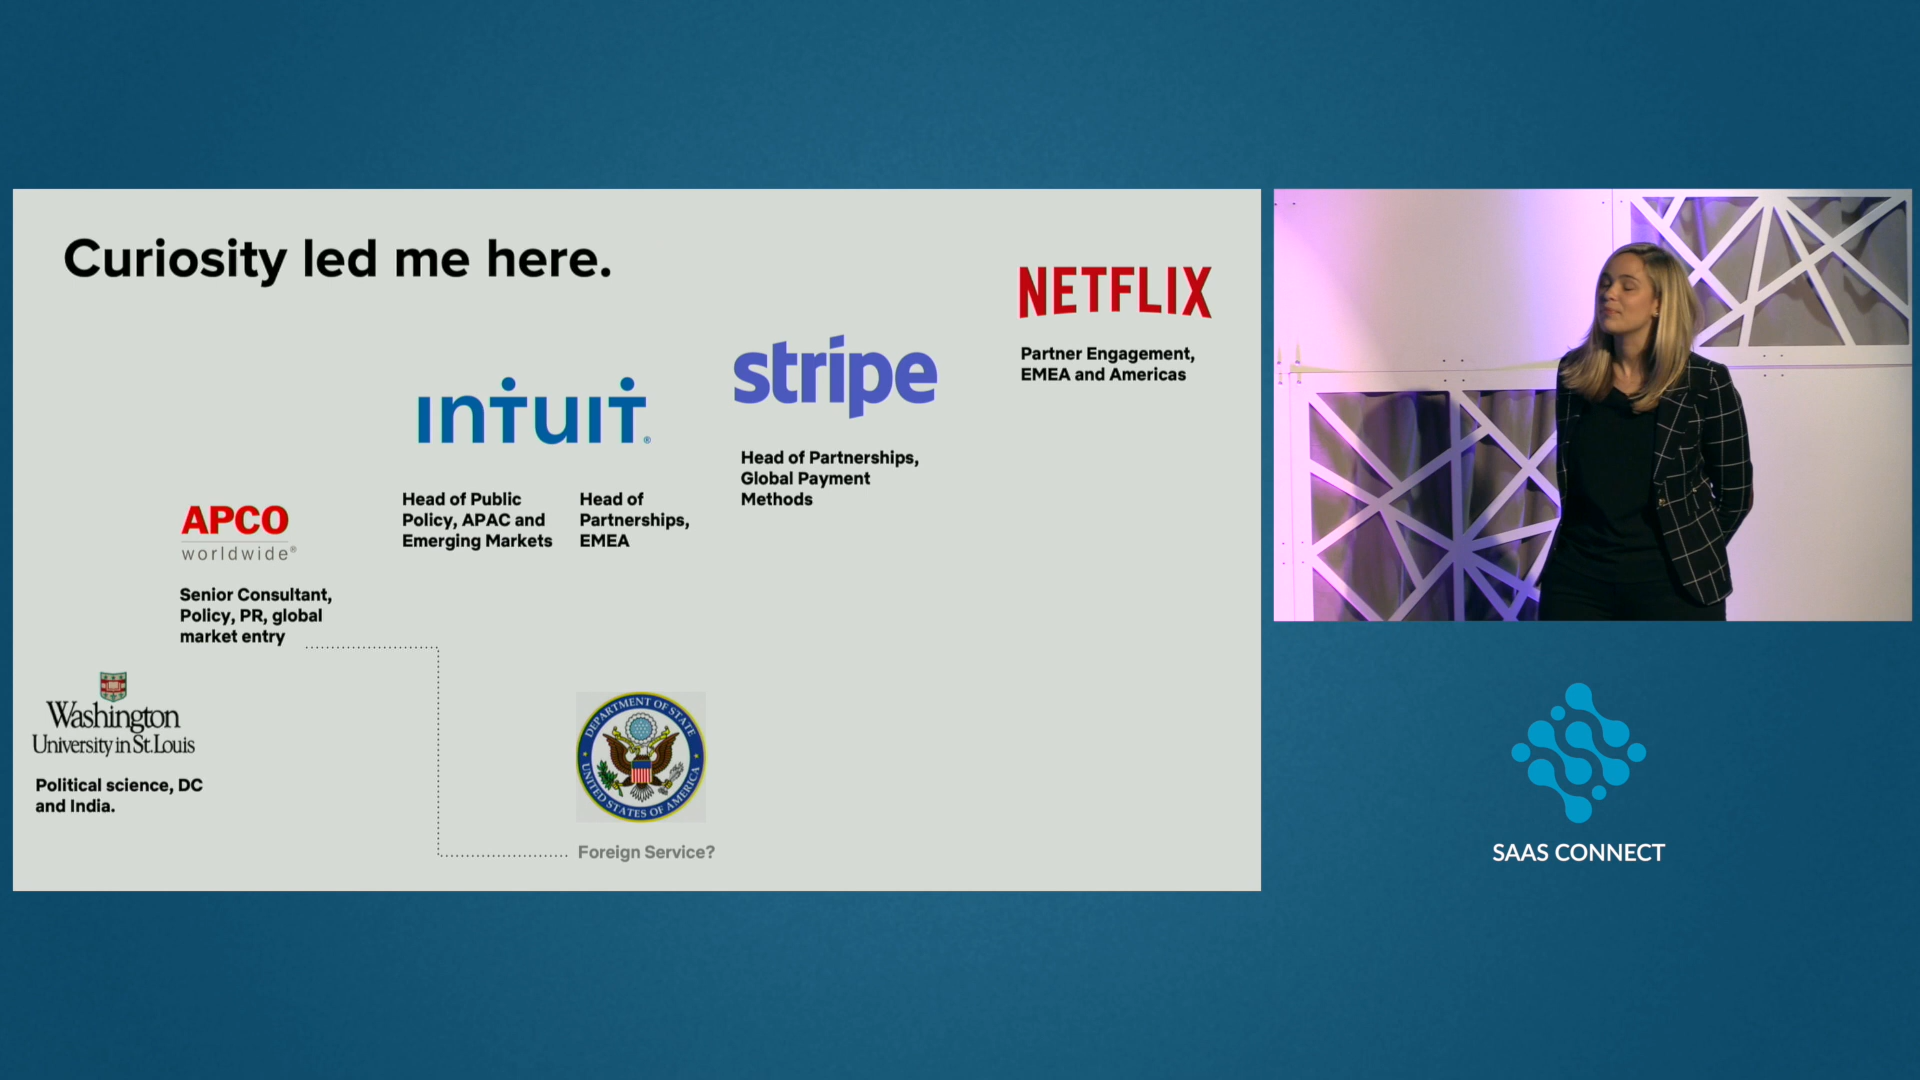 Curiosity led me here.
NETFLIX
Partner Engagement,
EMEA and Americas
stripe
Head of Partnerships,
Global Payment
Methods
INTUIT®
Head of Public
Policy, APAC and
Emerging Markets
Head of
Partnerships,
EMEA
APCO
worldwide®
Senior Consultant,
Policy, PR, global
market entry
Washington
University in St. Louis
Political science, DC
and India.
DEPARTMENT OF STATE
UNITED STATES OF AMERICA
Foreign Service?
SAAS CONNECT